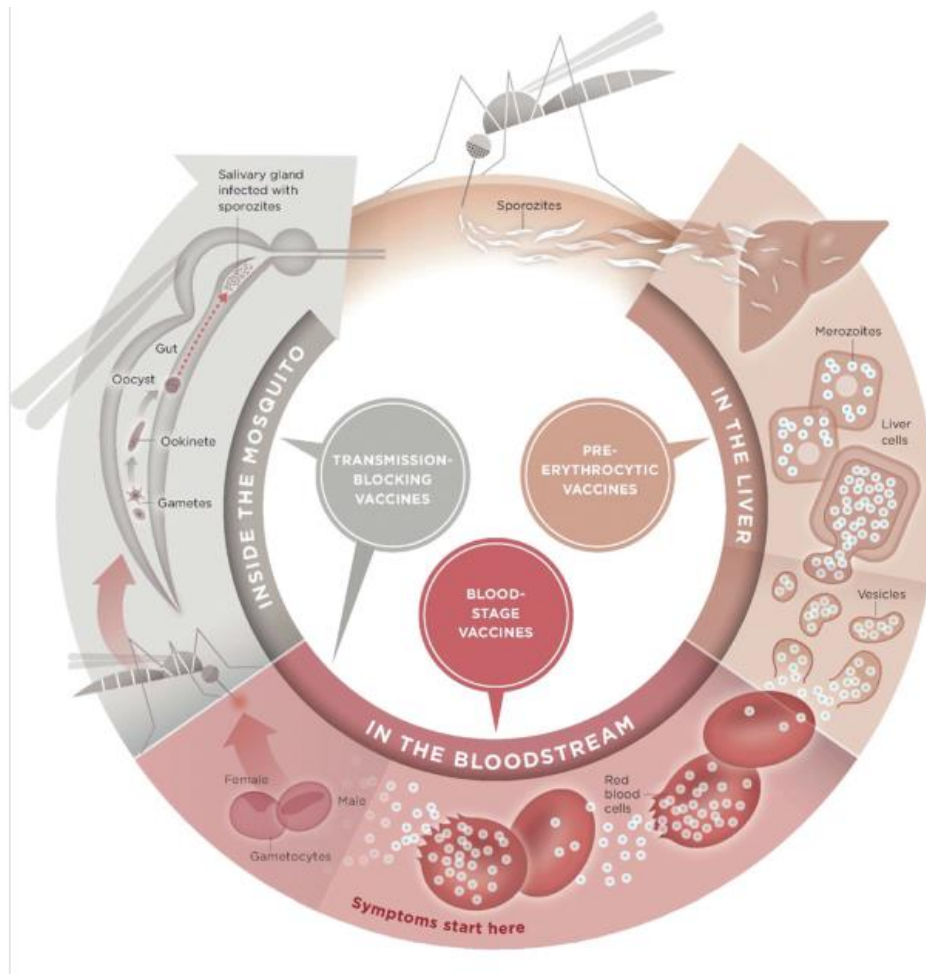 Salivary gland
infected with
sporozites
Sporozites
Gut
Oocyst
Ookinete
Gametes
INSIDE THE MOSQUITO
TRANSMISSION-
BLOCKING
VACCINES
PRE-
ERYTHROCYTIC
VACCINES
BLOOD-
STAGE
VACCINES
IN THE LIVER
Merozoites
Liver
cells
Vesicles
IN THE BLOODSTREAM
Red
blood
cells
Female
Male
Gametocytes
Symptoms start here